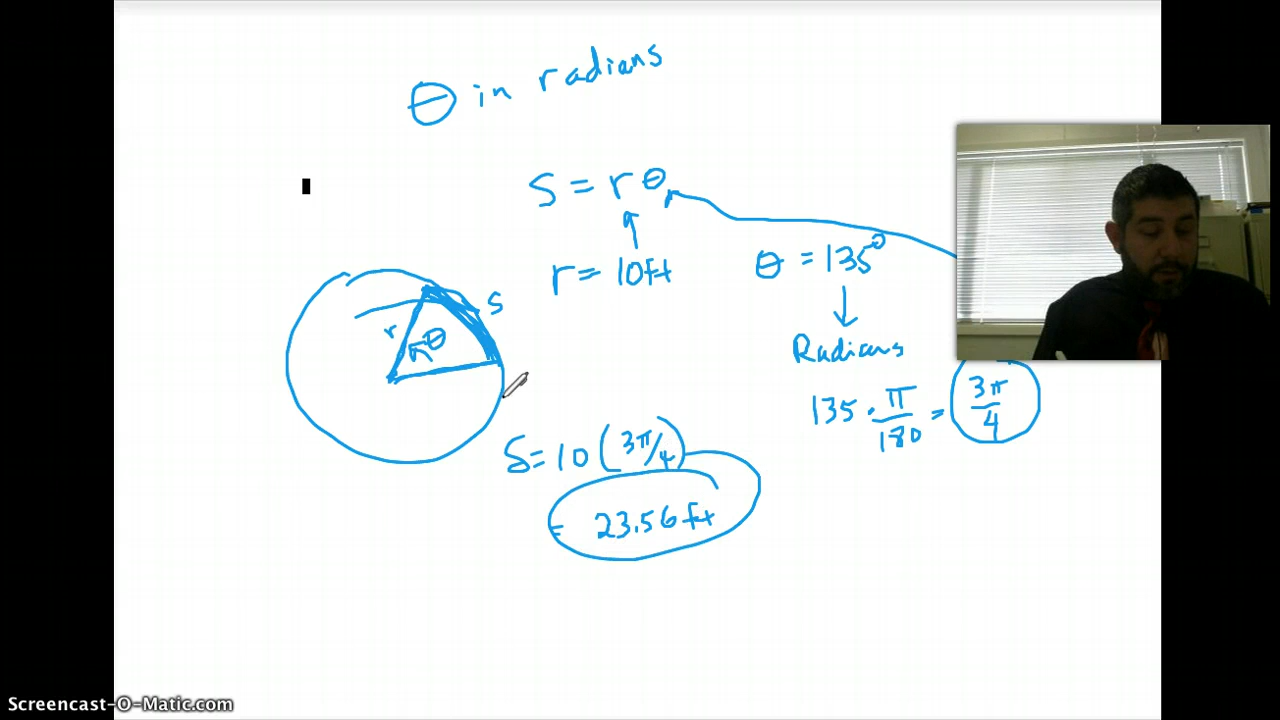 θ in radians
S = rθ
r = 10ft
θ = 135°
Radians
135 · π/180 = 3π/4
r
θ
s
S = 10 (3π/4)
= 23.56 ft
Screencast-O-Matic.com